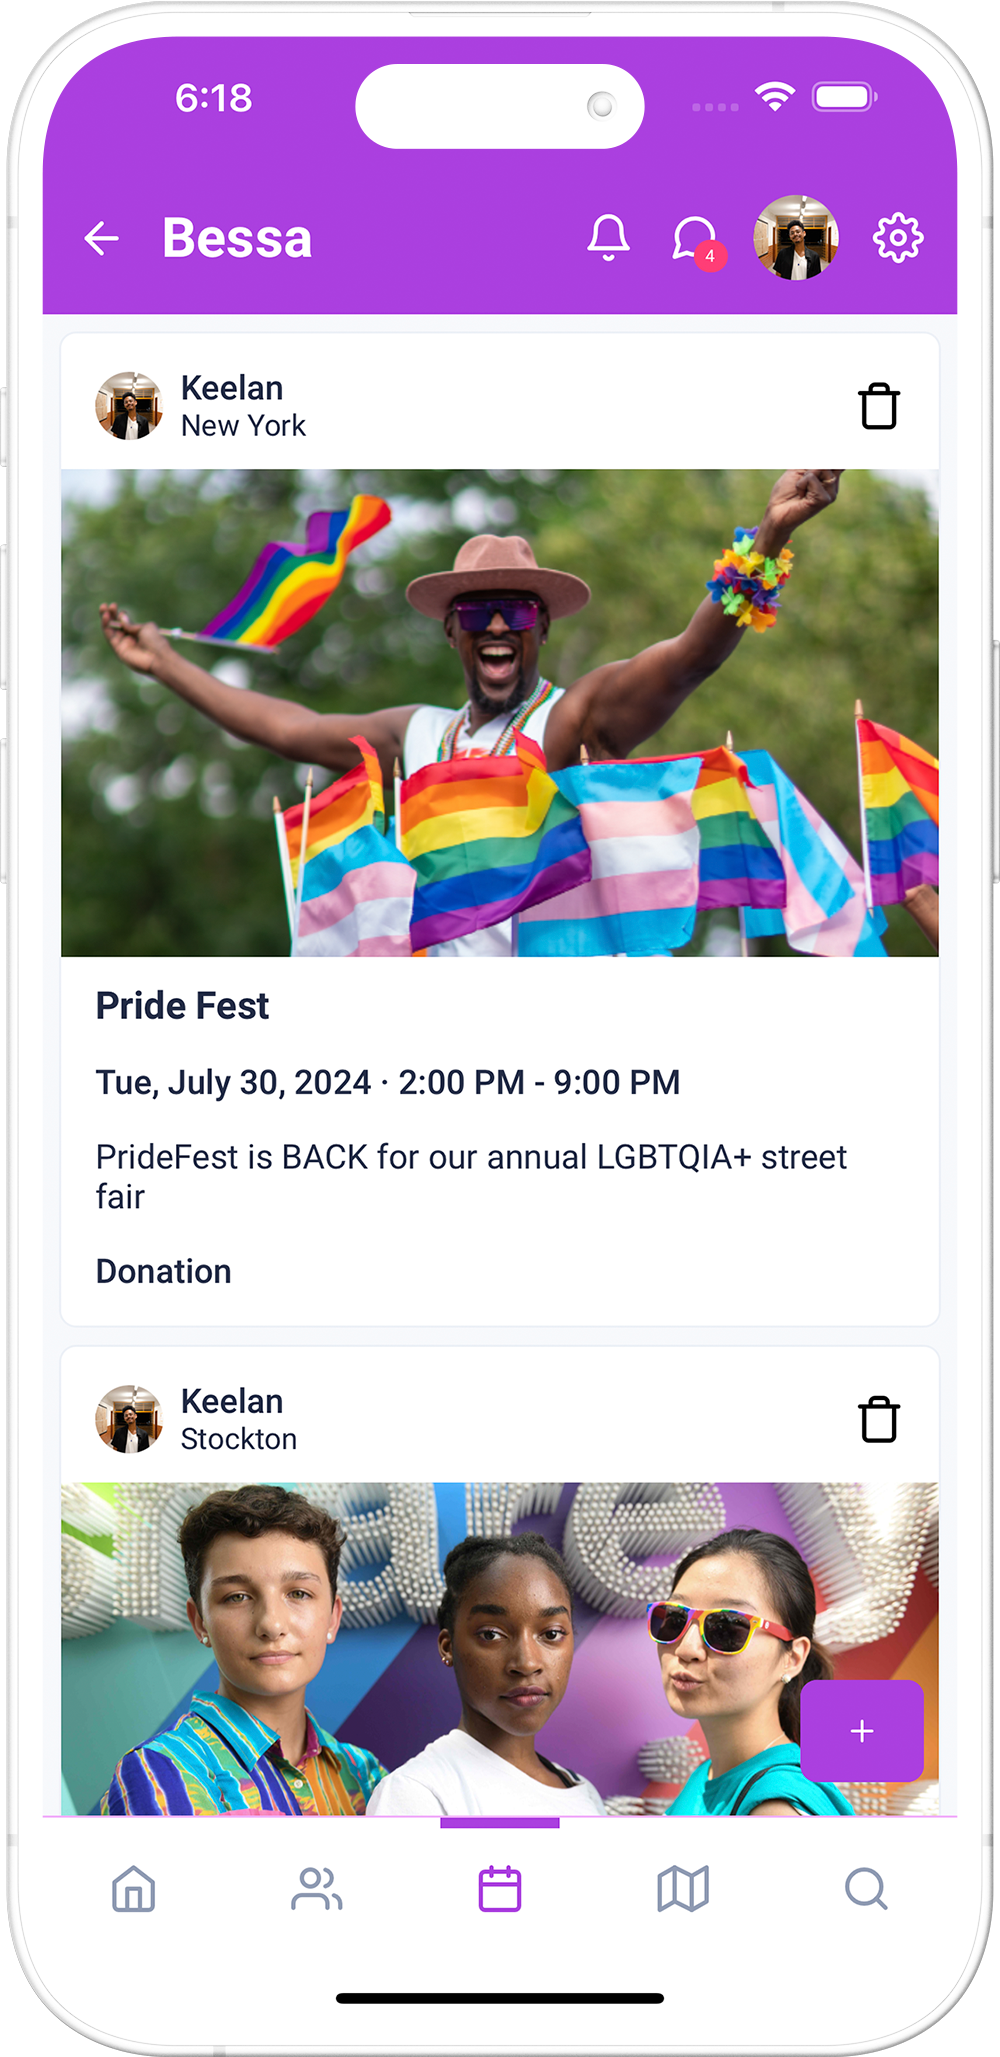 6:18
Bessa
4
Keelan
New York
Pride Fest
Tue, July 30, 2024 · 2:00 PM - 9:00 PM
PrideFest is BACK for our annual LGBTQIA+ street
fair
Donation
Keelan
Stockton